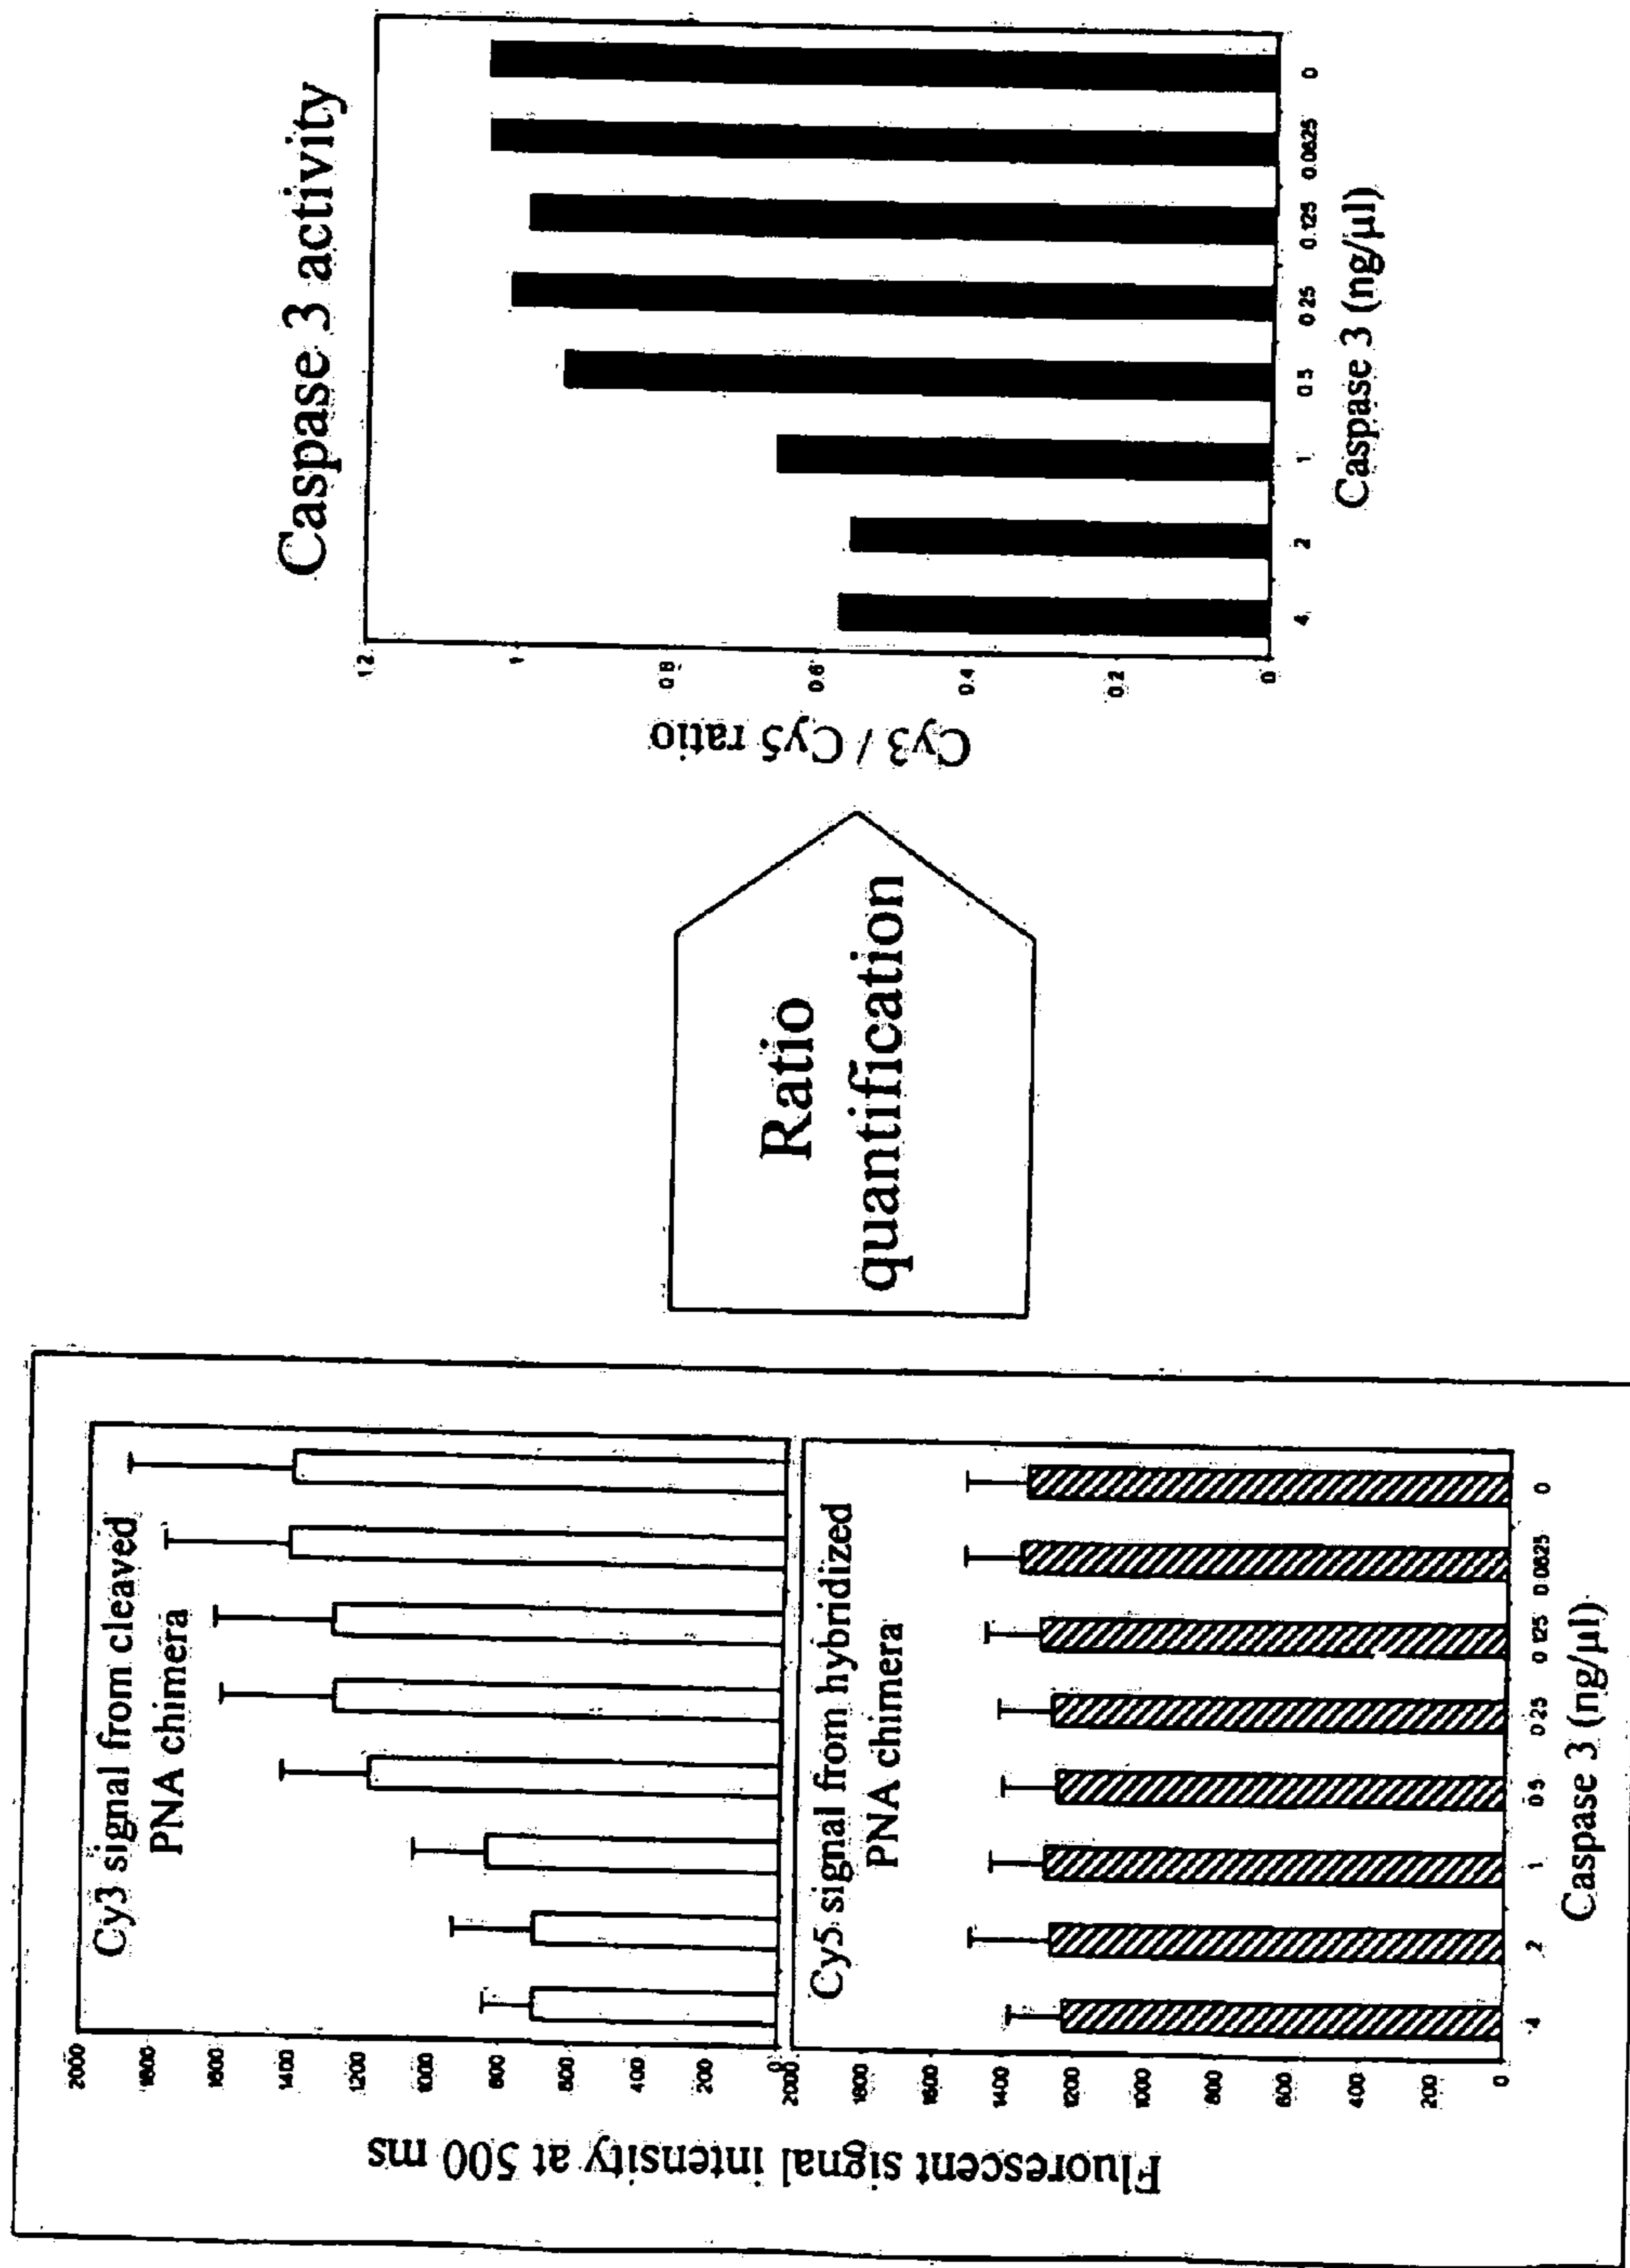 Fluorescent signal intensity at 500 ms
Cy3 signal from cleaved
PNA chimera
2000
1800
1600
1400
1200
1000
800
600
400
200
0
Cy5 signal from hybridized
PNA chimera
2000
1800
1600
1400
1200
1000
800
600
400
200
0
4 2 1 0.5 0.25 0.125 0.0625 0
Caspase 3 (ng/µl)
Ratio
quantification
Caspase 3 activity
Cy3 / Cy5 ratio
1.2
1
0.8
0.6
0.4
0.2
0
4 2 1 0.5 0.25 0.125 0.0625 0
Caspase 3 (ng/µl)